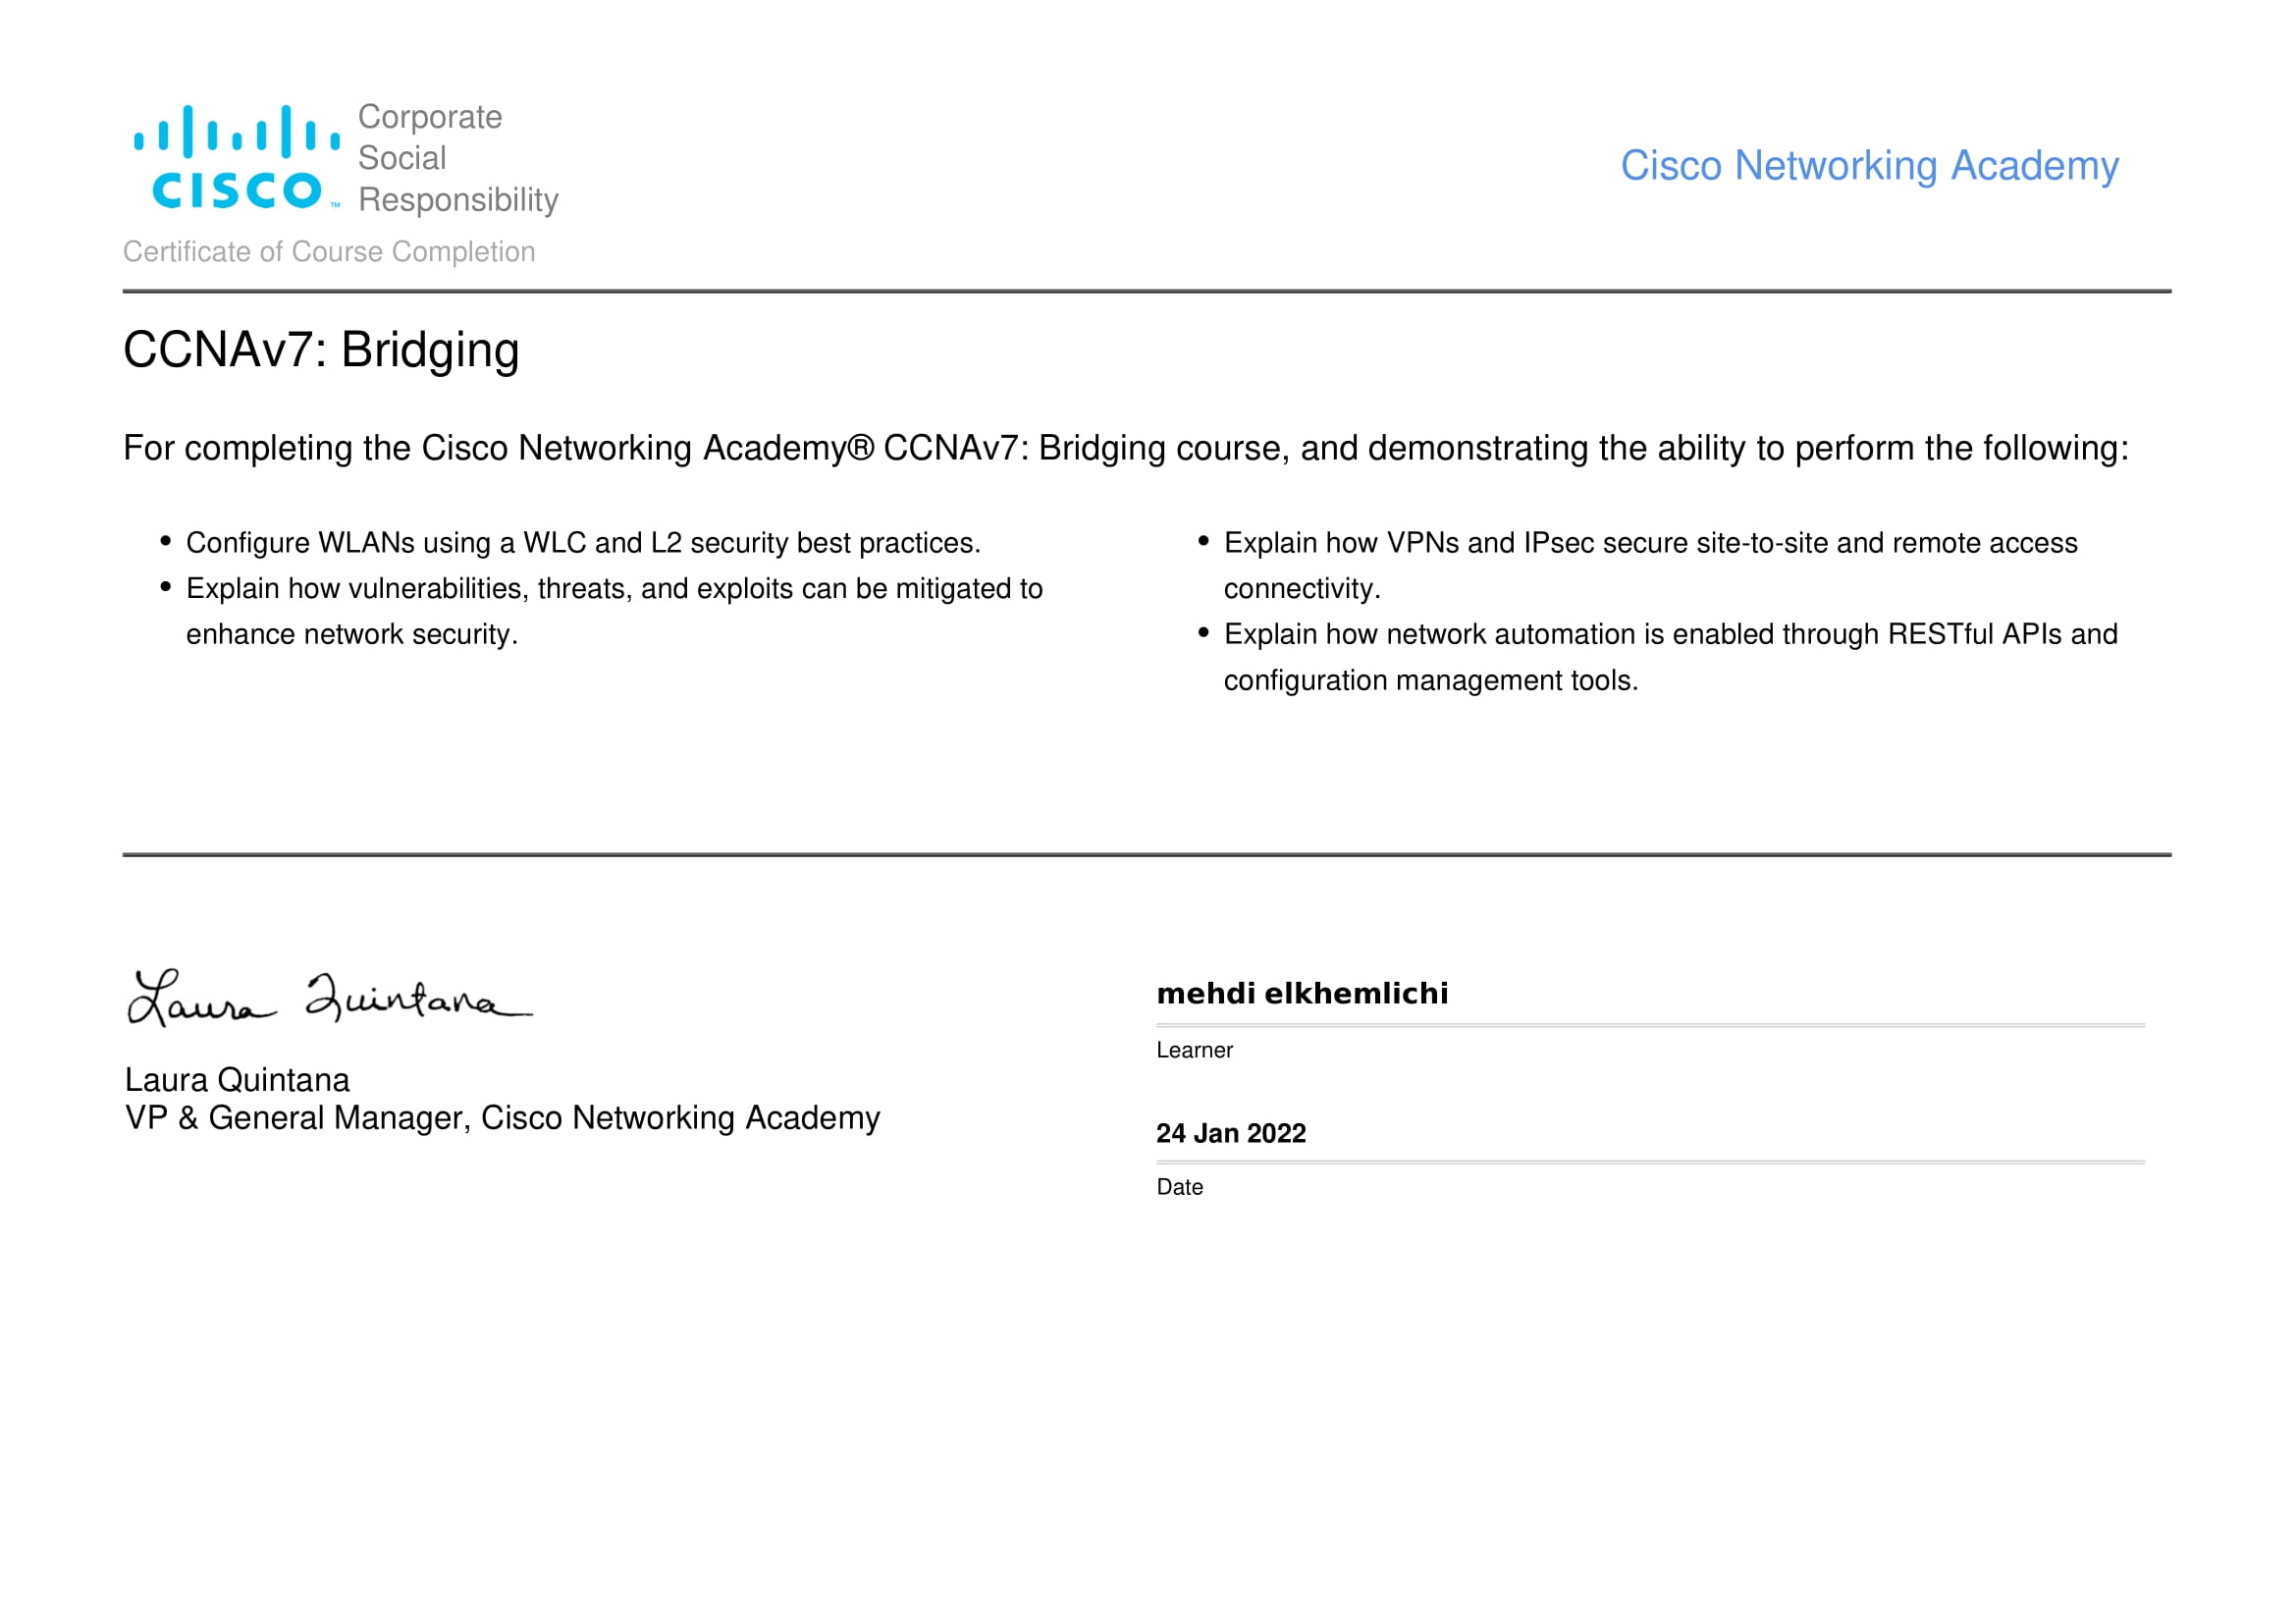 Corporate
Social
Responsibility
CISCO™
Cisco Networking Academy
Certificate of Course Completion
CCNAv7: Bridging
For completing the Cisco Networking Academy® CCNAv7: Bridging course, and demonstrating the ability to perform the following:
• Configure WLANs using a WLC and L2 security best practices.
• Explain how vulnerabilities, threats, and exploits can be mitigated to
enhance network security.
• Explain how VPNs and IPsec secure site-to-site and remote access
connectivity.
• Explain how network automation is enabled through RESTful APIs and
configuration management tools.
Laura Quintana
Laura Quintana
VP & General Manager, Cisco Networking Academy
mehdi elkhemlichi
Learner
24 Jan 2022
Date